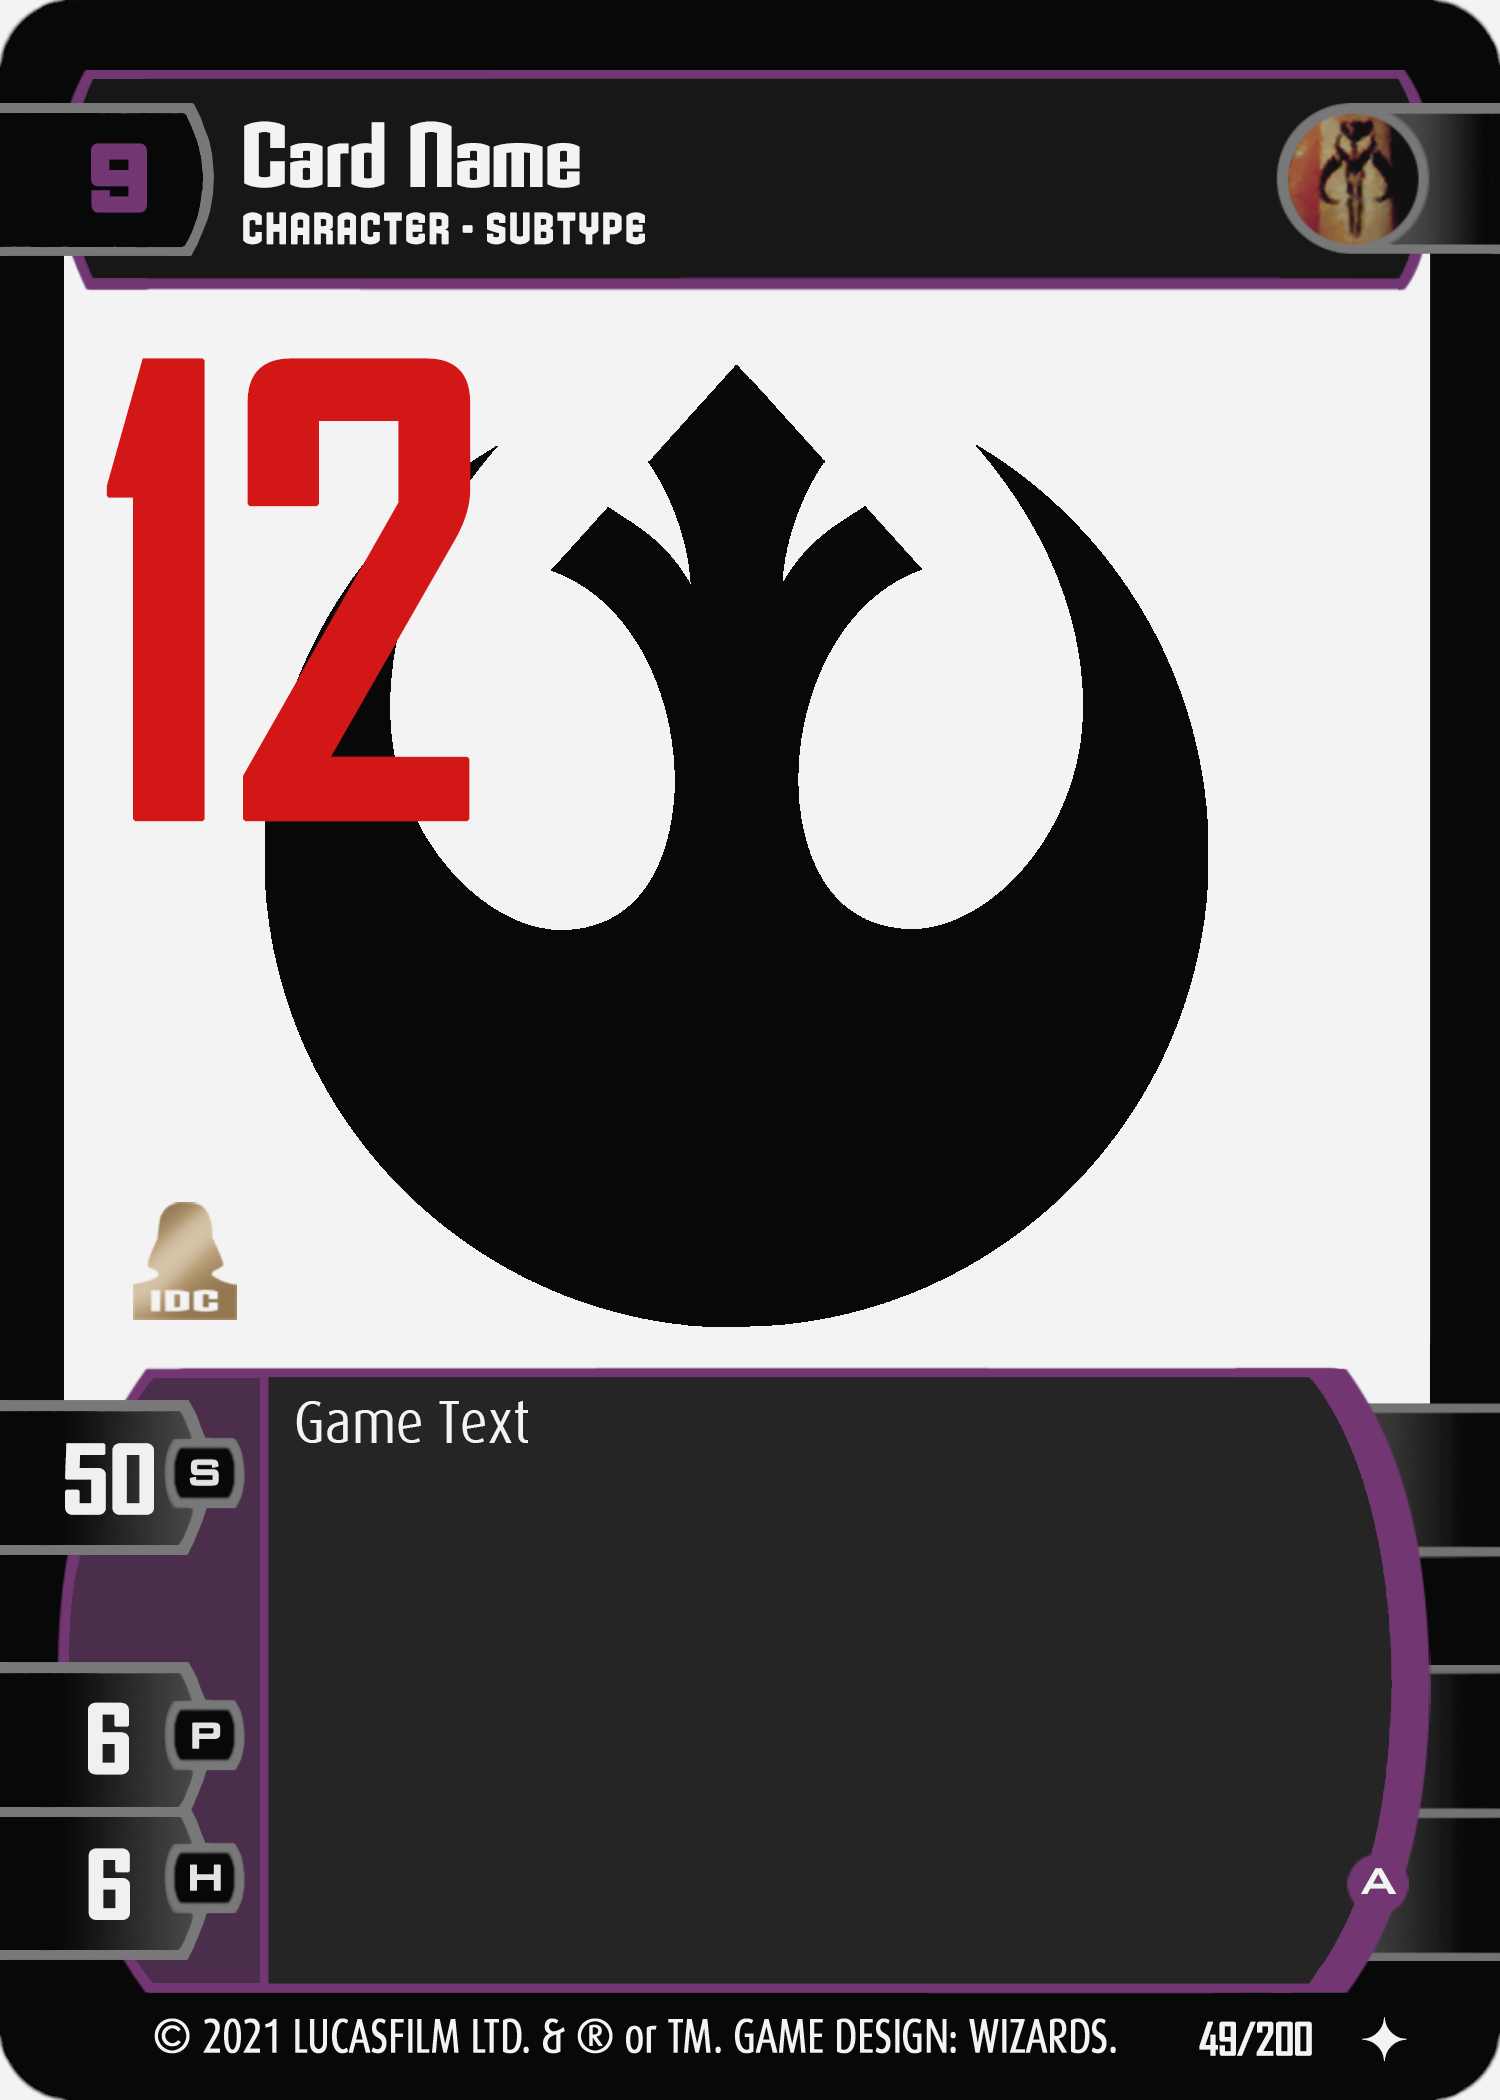 9
Card Name
CHARACTER - SUBTYPE
12
IDC
Game Text
50 S
6 P
6 H
A
© 2021 LUCASFILM LTD. & ® or TM. GAME DESIGN: WIZARDS.
49/200